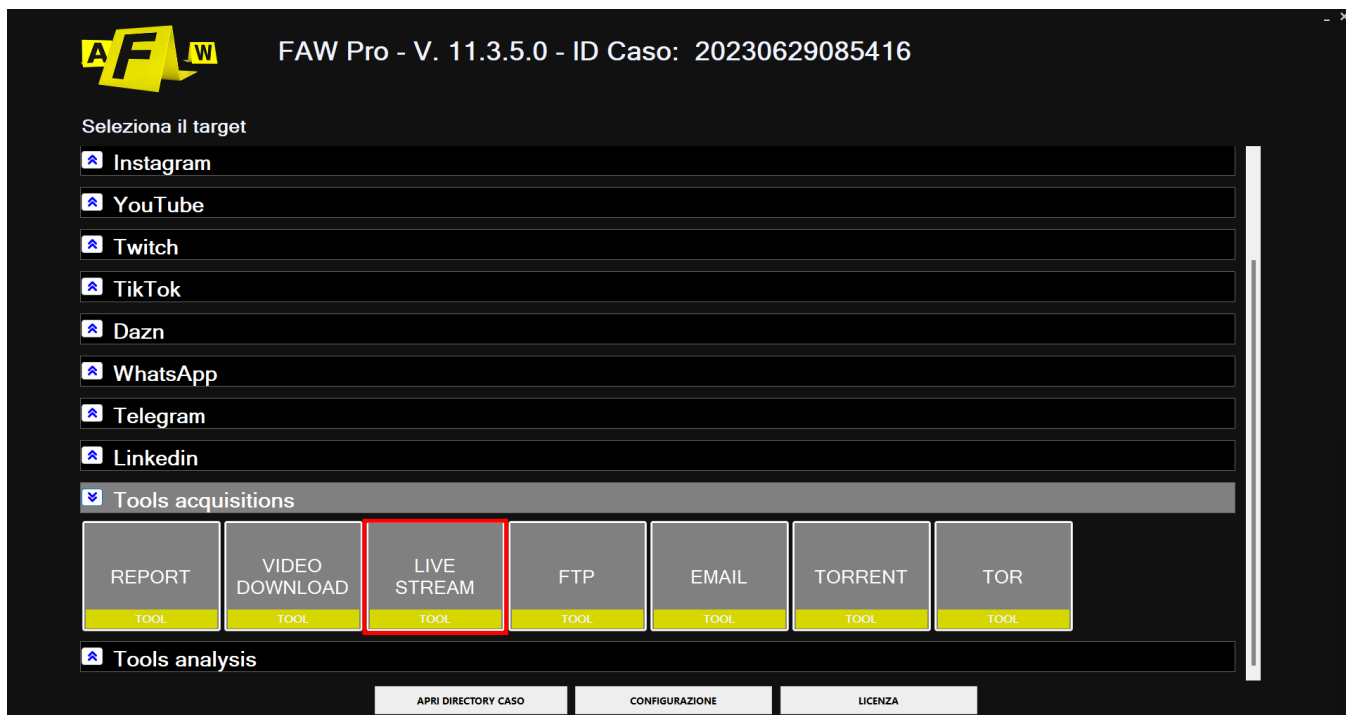 A F W
FAW Pro - V. 11.3.5.0 - ID Caso: 20230629085416
Seleziona il target
Instagram
YouTube
Twitch
TikTok
Dazn
WhatsApp
Telegram
Linkedin
Tools acquisitions
REPORT
TOOL
VIDEO
DOWNLOAD
TOOL
LIVE
STREAM
TOOL
FTP
TOOL
EMAIL
TOOL
TORRENT
TOOL
TOR
TOOL
Tools analysis
APRI DIRECTORY CASO
CONFIGURAZIONE
LICENZA